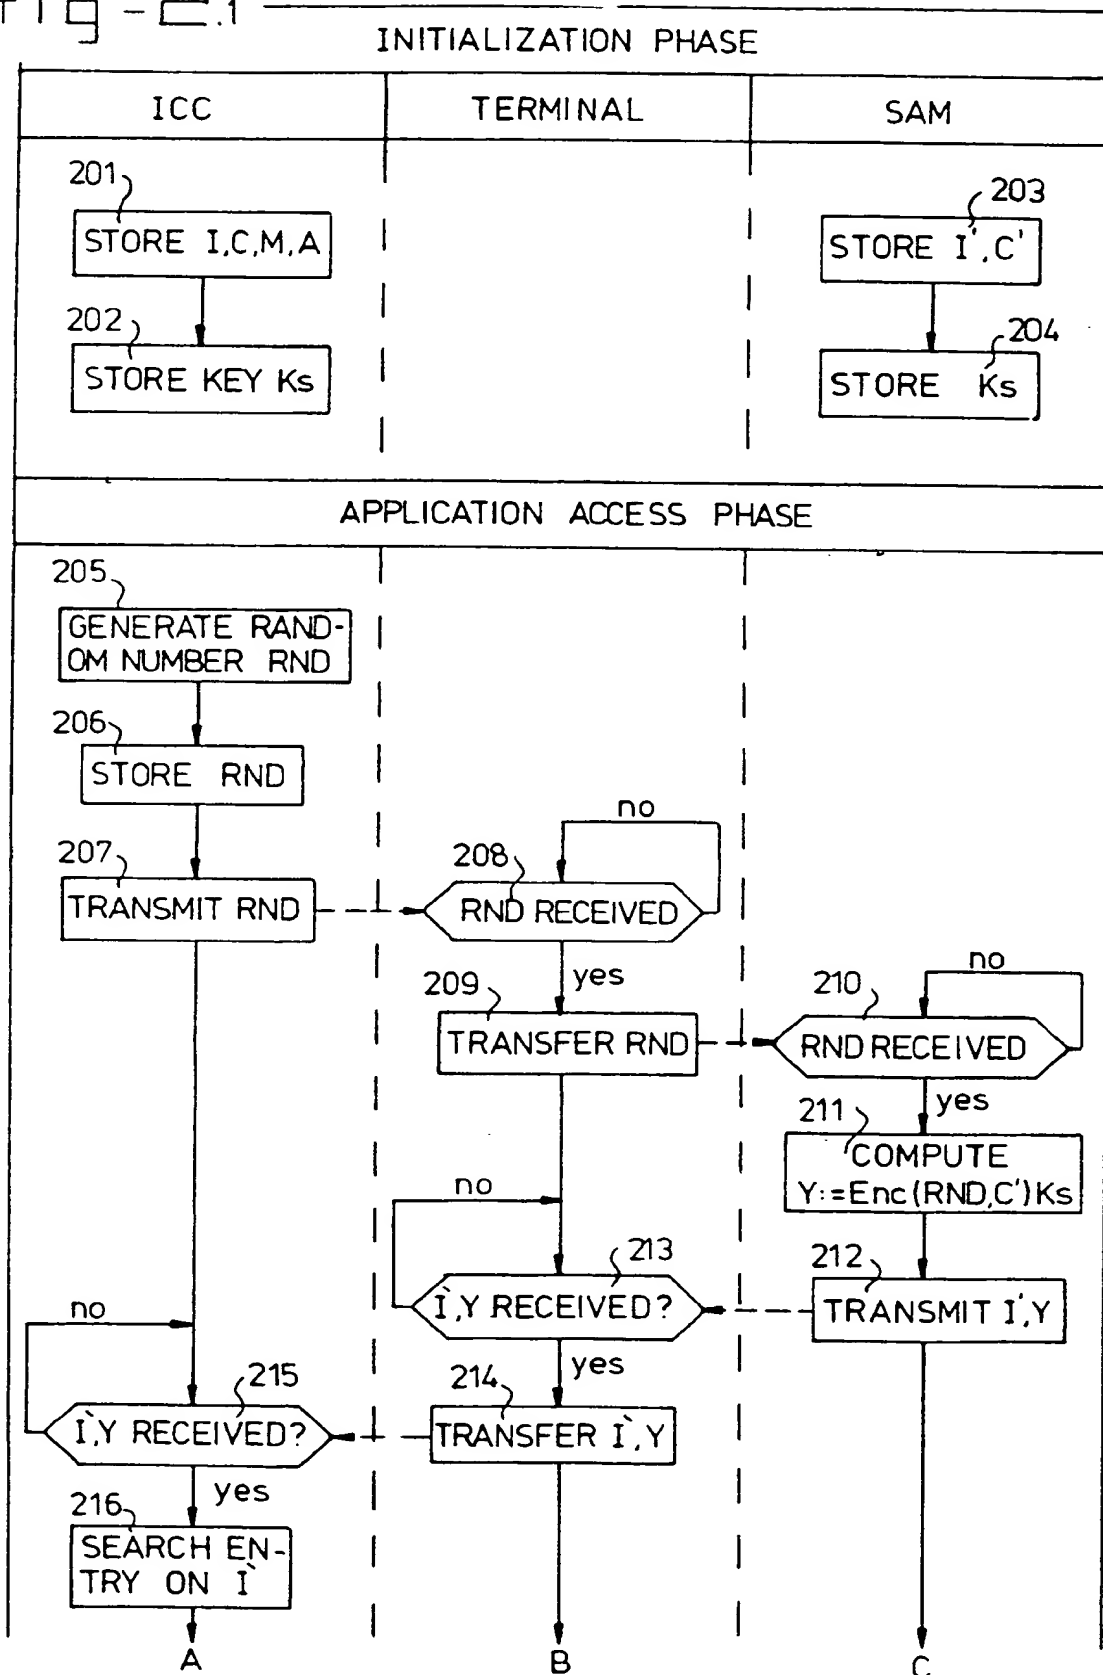 Fig - 2.1
INITIALIZATION PHASE
ICC
TERMINAL
SAM
201
STORE I,C,M,A
203
STORE I',C'
202
STORE KEY Ks
204
STORE Ks
APPLICATION ACCESS PHASE
205
GENERATE RAND-
OM NUMBER RND
206
STORE RND
no
207
TRANSMIT RND
208
RND RECEIVED
yes
no
209
TRANSFER RND
210
RND RECEIVED
yes
211
COMPUTE
Y:=Enc(RND,C')Ks
no
213
I',Y RECEIVED?
212
TRANSMIT I',Y
no
yes
215
I',Y RECEIVED?
214
TRANSFER I',Y
yes
216
SEARCH EN-
TRY ON I'
A
B
C